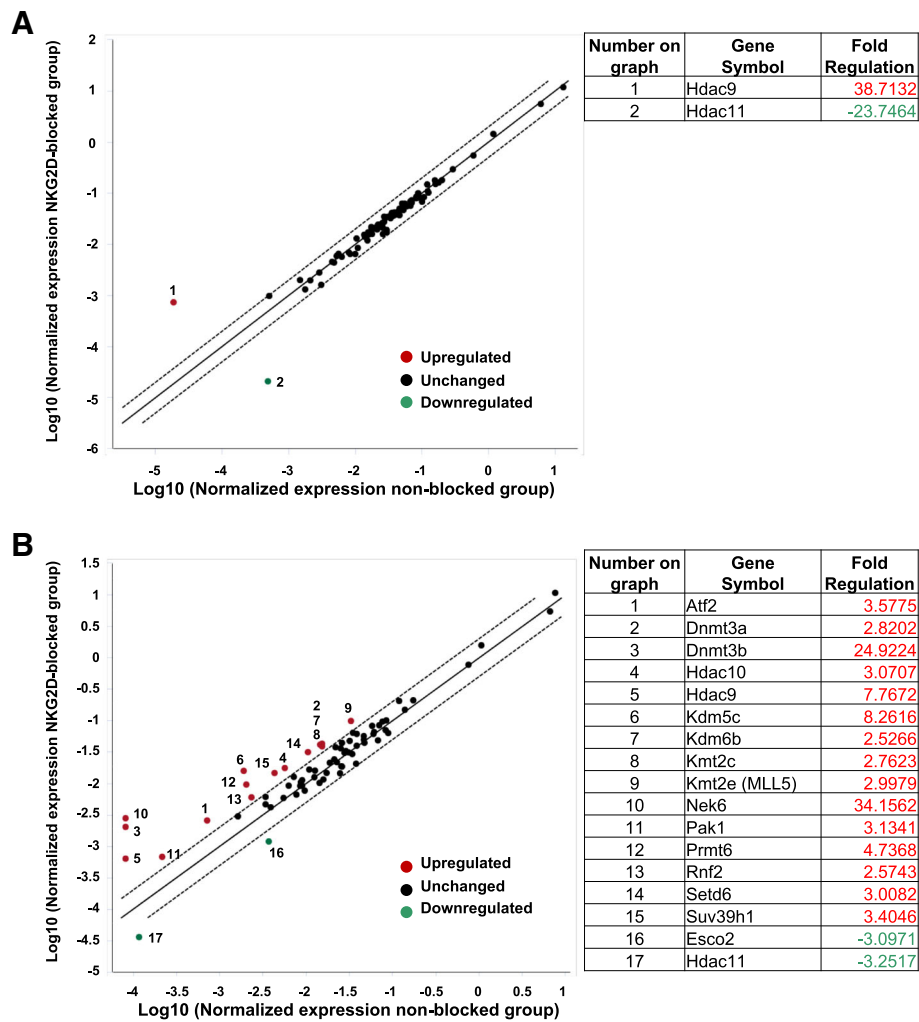 A
Log10 (Normalized expression NKG2D-blocked group)
2
1
0
-1
-2
-3
-4
-5
-6
1
2
Upregulated
Unchanged
Downregulated
-5 -4 -3 -2 -1 0 1
Log10 (Normalized expression non-blocked group)
Number on graph Gene Symbol Fold Regulation
1 Hdac9 38.7132
2 Hdac11 -23.7464
B
Log10 (Normalized expression NKG2D-blocked group)
1.5
1
0.5
0
-0.5
-1
-1.5
-2
-2.5
-3
-3.5
-4
-4.5
-5
2
9
7
8
14
6
15
4
12
13
10
1
3
5
11
16
17
Upregulated
Unchanged
Downregulated
-4 -3.5 -3 -2.5 -2 -1.5 -1 -0.5 0 0.5 1
Log10 (Normalized expression non-blocked group)
Number on graph Gene Symbol Fold Regulation
1 Atf2 3.5775
2 Dnmt3a 2.8202
3 Dnmt3b 24.9224
4 Hdac10 3.0707
5 Hdac9 7.7672
6 Kdm5c 8.2616
7 Kdm6b 2.5266
8 Kmt2c 2.7623
9 Kmt2e (MLL5) 2.9979
10 Nek6 34.1562
11 Pak1 3.1341
12 Prmt6 4.7368
13 Rnf2 2.5743
14 Setd6 3.0082
15 Suv39h1 3.4046
16 Esco2 -3.0971
17 Hdac11 -3.2517